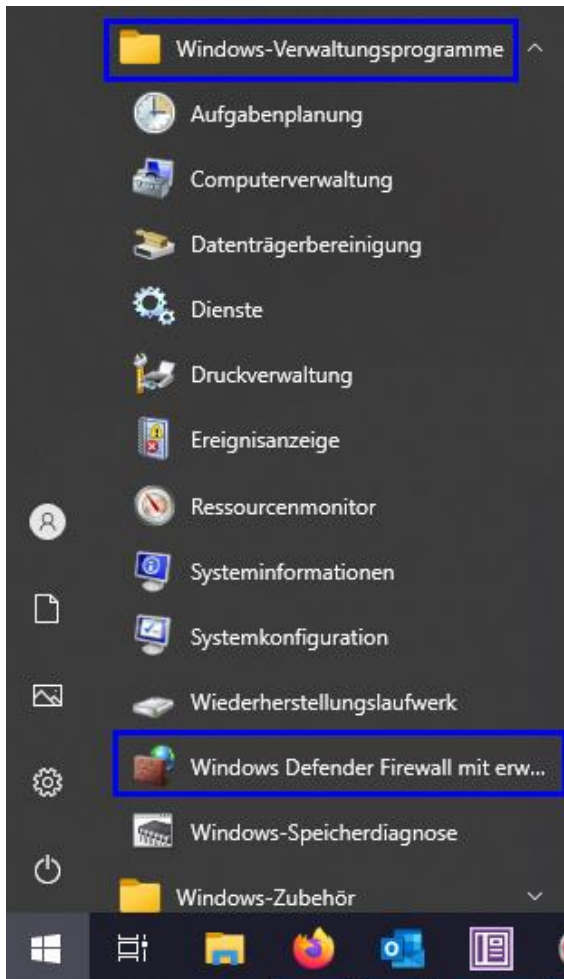 Windows-Verwaltungsprogramme
Aufgabenplanung
Computerverwaltung
Datenträgerbereinigung
Dienste
Druckverwaltung
Ereignisanzeige
Ressourcenmonitor
Systeminformationen
Systemkonfiguration
Wiederherstellungslaufwerk
Windows Defender Firewall mit erw...
Windows-Speicherdiagnose
Windows-Zubehör